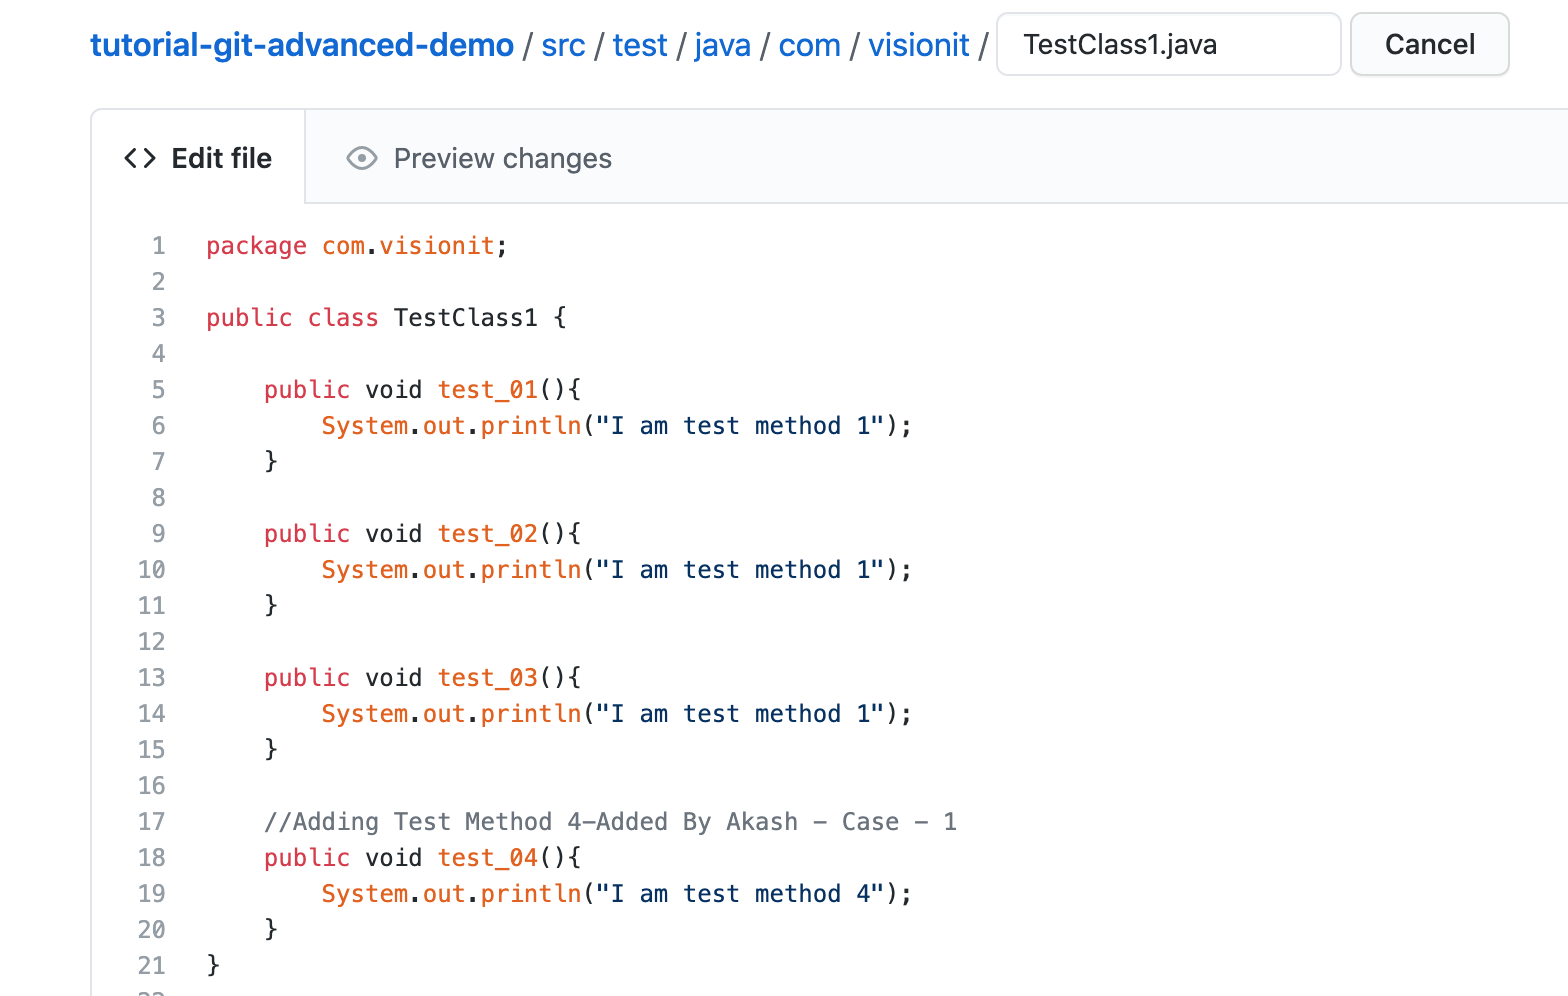 tutorial-git-advanced-demo / src / test / java / com / visionit / TestClass1.java Cancel
<> Edit file Preview changes
1 package com.visionit;
2
3 public class TestClass1 {
4
5     public void test_01(){
6         System.out.println("I am test method 1");
7     }
8
9     public void test_02(){
10         System.out.println("I am test method 1");
11     }
12
13     public void test_03(){
14         System.out.println("I am test method 1");
15     }
16
17     //Adding Test Method 4-Added By Akash - Case - 1
18     public void test_04(){
19         System.out.println("I am test method 4");
20     }
21 }